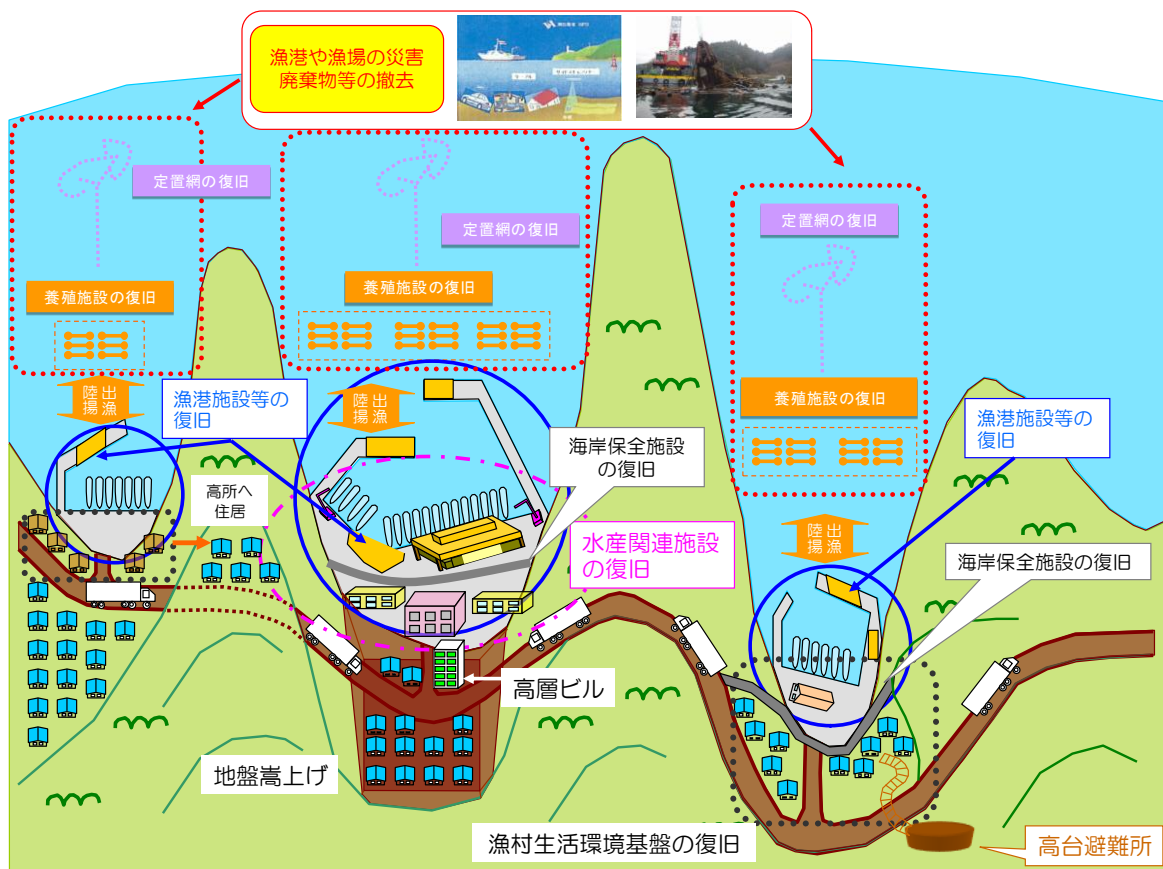 漁港や漁場の災害
廃棄物等の撤去
定置網の復旧
定置網の復旧
定置網の復旧
養殖施設の復旧
養殖施設の復旧
養殖施設の復旧
陸揚
出漁
陸揚
出漁
陸揚
出漁
漁港施設等の
復旧
漁港施設等の
復旧
海岸保全施設
の復旧
高所へ
住居
水産関連施設
の復旧
海岸保全施設の復旧
高層ビル
地盤嵩上げ
漁村生活環境基盤の復旧
高台避難所